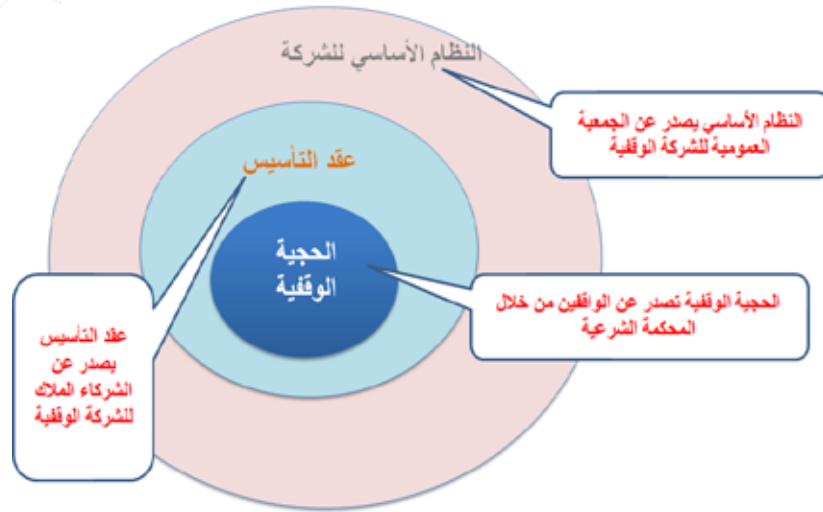 النظام الأساسي للشركة
النظام الأساسي يصدر عن الجمعية
العمومية للشركة الوقفية
عقد التأسيس
الحجية
الوقفية
الحجية الوقفية تصدر عن الواقفين من خلال
المحكمة الشرعية
عقد التأسيس
يصدر عن
الشركاء الملاك
للشركة الوقفية